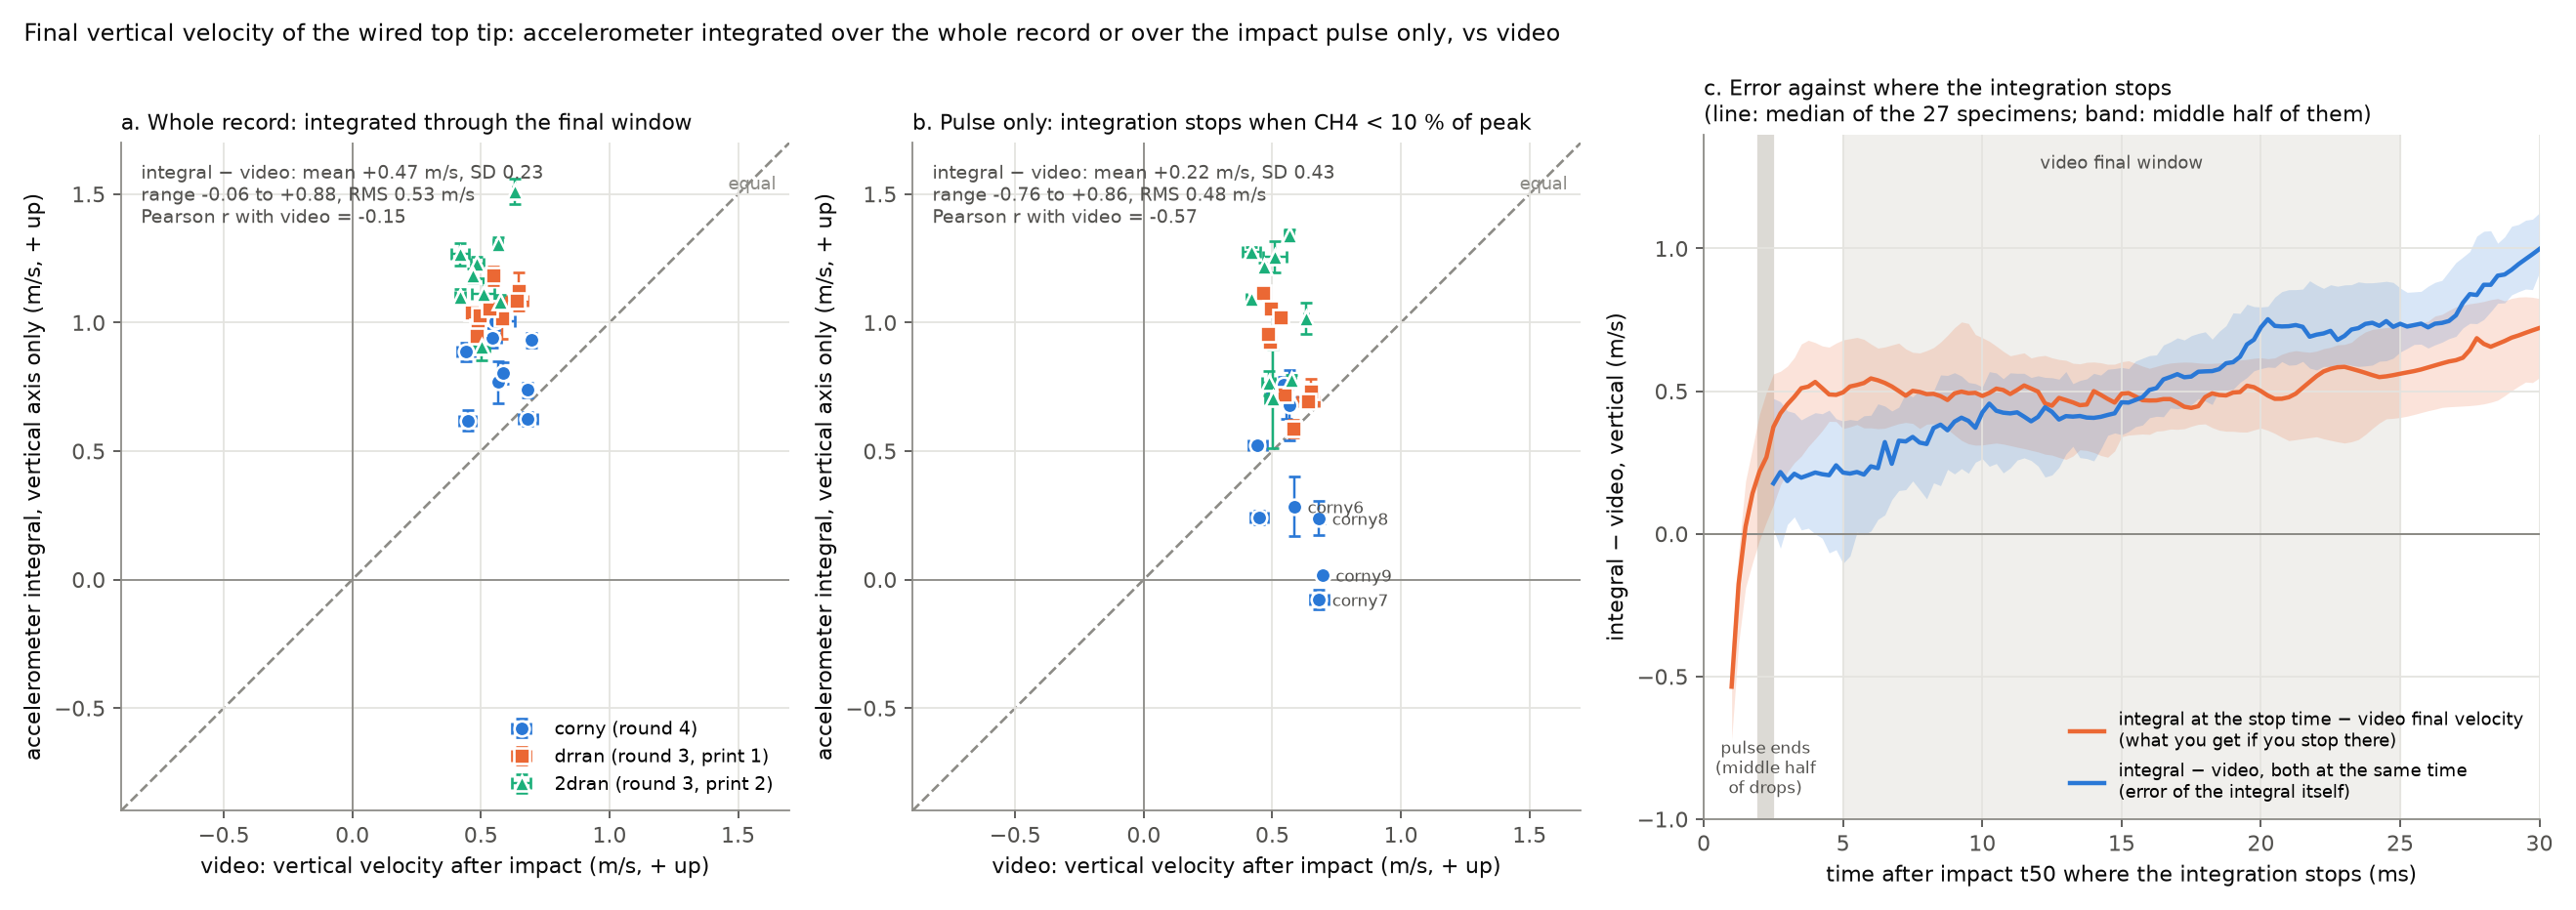 Final vertical velocity of the wired top tip: accelerometer integrated over the whole record or over the impact pulse only, vs video
a. Whole record: integrated through the final window
integral − video: mean +0.47 m/s, SD 0.23
range -0.06 to +0.88, RMS 0.53 m/s
Pearson r with video = -0.15
equal
accelerometer integral, vertical axis only (m/s, + up)
1.5
1.0
0.5
0.0
−0.5
corny (round 4)
drran (round 3, print 1)
2dran (round 3, print 2)
−0.5 0.0 0.5 1.0 1.5
video: vertical velocity after impact (m/s, + up)
b. Pulse only: integration stops when CH4 < 10 % of peak
integral − video: mean +0.22 m/s, SD 0.43
range -0.76 to +0.86, RMS 0.48 m/s
Pearson r with video = -0.57
equal
accelerometer integral, vertical axis only (m/s, + up)
1.5
1.0
0.5
0.0
−0.5
corny6
corny8
corny9
corny7
−0.5 0.0 0.5 1.0 1.5
video: vertical velocity after impact (m/s, + up)
c. Error against where the integration stops
(line: median of the 27 specimens; band: middle half of them)
video final window
integral − video, vertical (m/s)
1.0
0.5
0.0
−0.5
−1.0
pulse ends
(middle half
of drops)
integral at the stop time − video final velocity
(what you get if you stop there)
integral − video, both at the same time
(error of the integral itself)
0 5 10 15 20 25 30
time after impact t50 where the integration stops (ms)